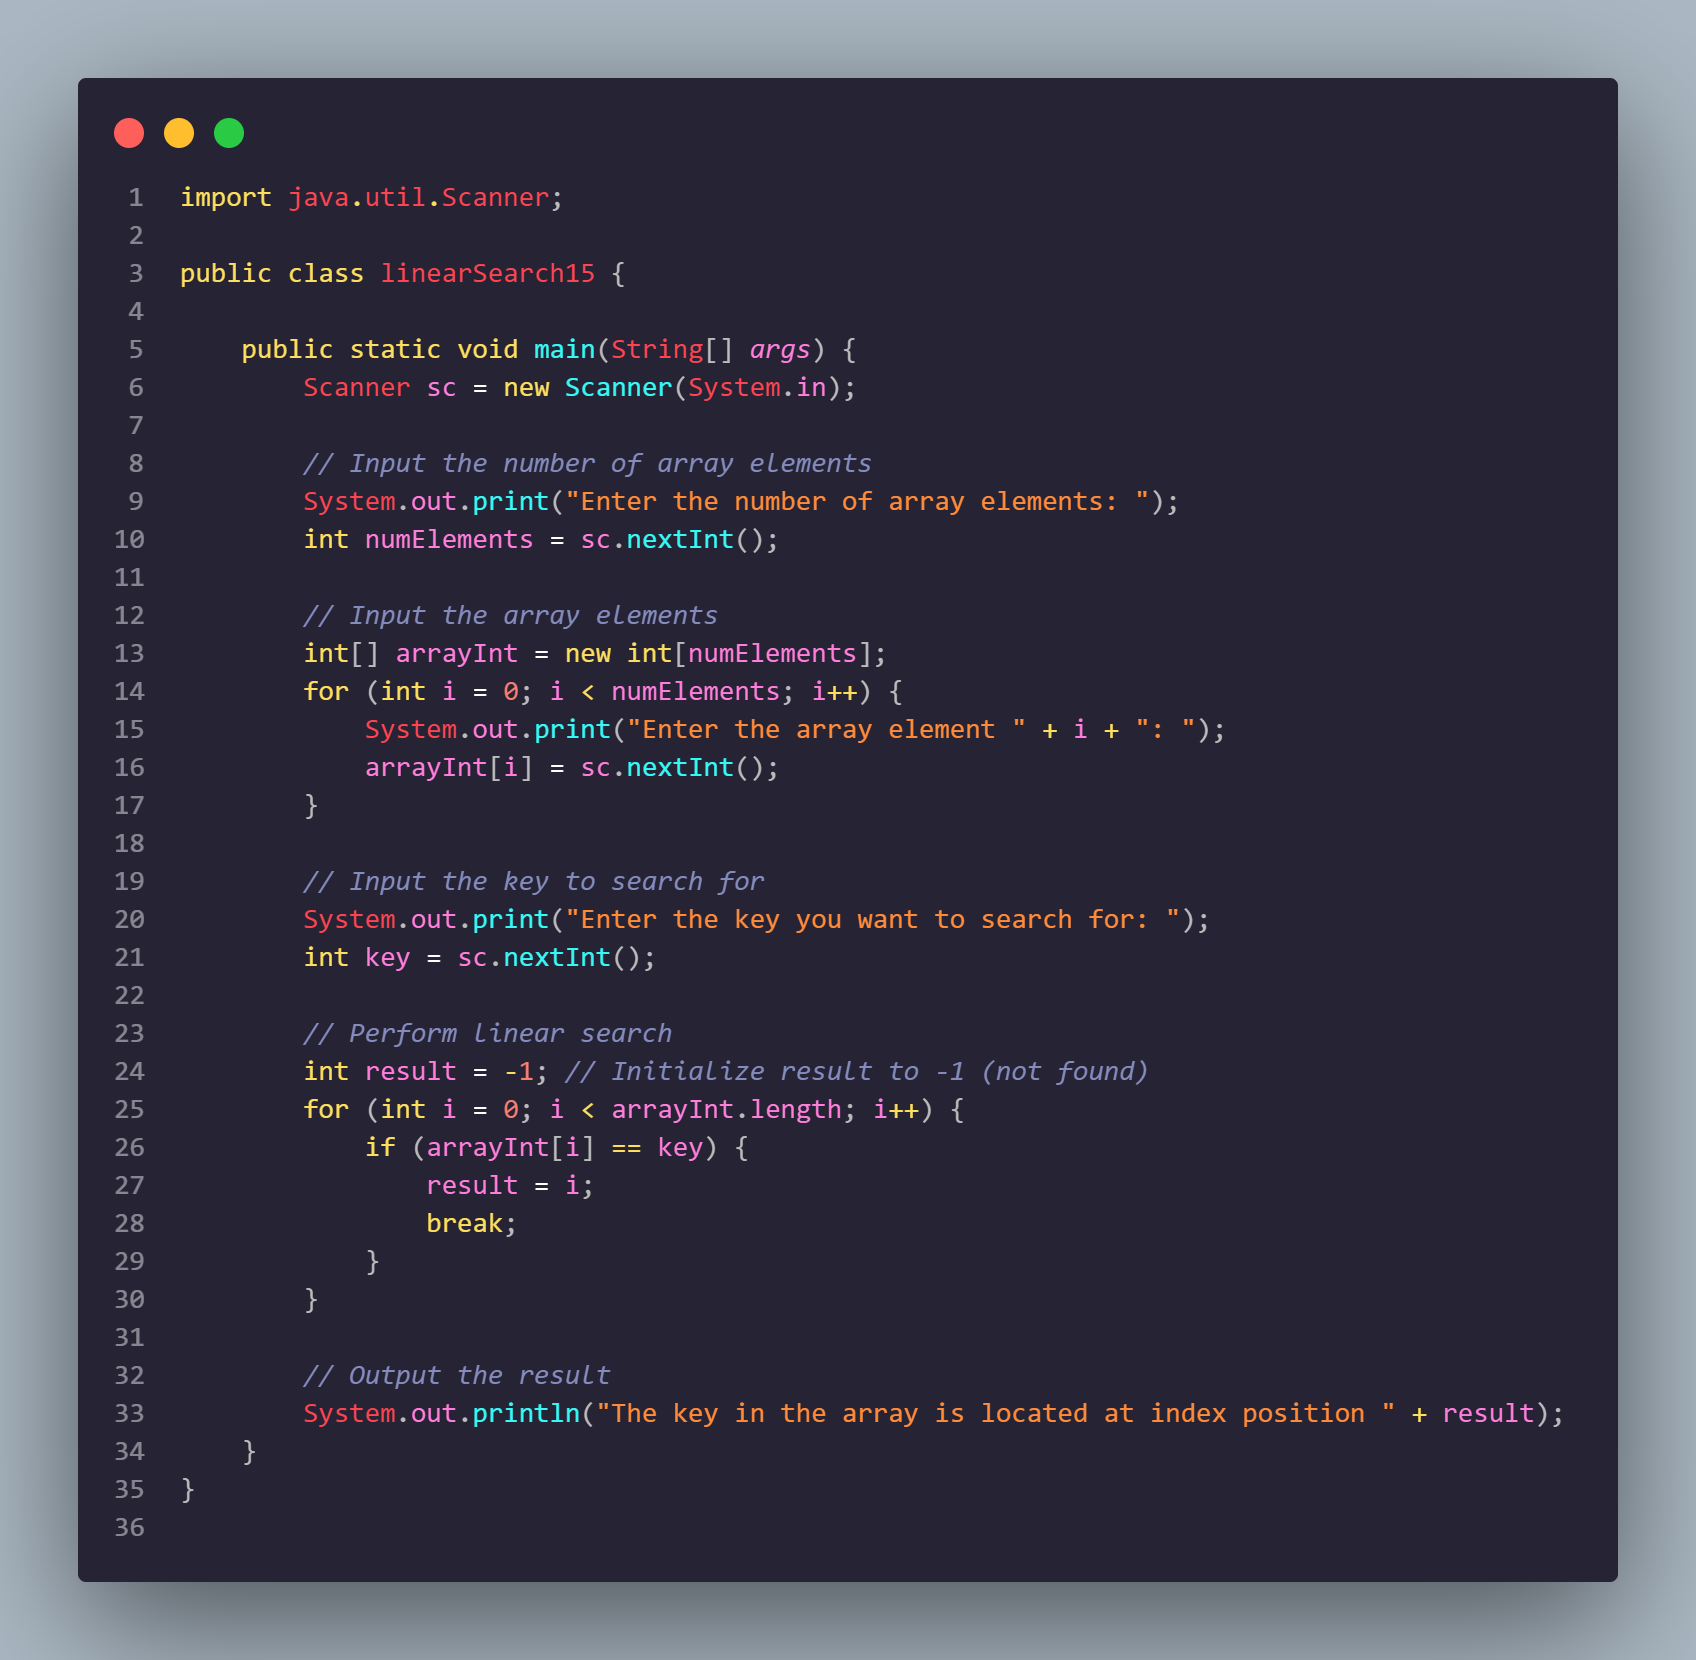 1 import java.util.Scanner;
2
3 public class linearSearch15 {
4
5     public static void main(String[] args) {
6         Scanner sc = new Scanner(System.in);
7
8         // Input the number of array elements
9         System.out.print("Enter the number of array elements: ");
10         int numElements = sc.nextInt();
11
12         // Input the array elements
13         int[] arrayInt = new int[numElements];
14         for (int i = 0; i < numElements; i++) {
15             System.out.print("Enter the array element " + i + ": ");
16             arrayInt[i] = sc.nextInt();
17         }
18
19         // Input the key to search for
20         System.out.print("Enter the key you want to search for: ");
21         int key = sc.nextInt();
22
23         // Perform linear search
24         int result = -1; // Initialize result to -1 (not found)
25         for (int i = 0; i < arrayInt.length; i++) {
26             if (arrayInt[i] == key) {
27                 result = i;
28                 break;
29             }
30         }
31
32         // Output the result
33         System.out.println("The key in the array is located at index position " + result);
34     }
35 }
36